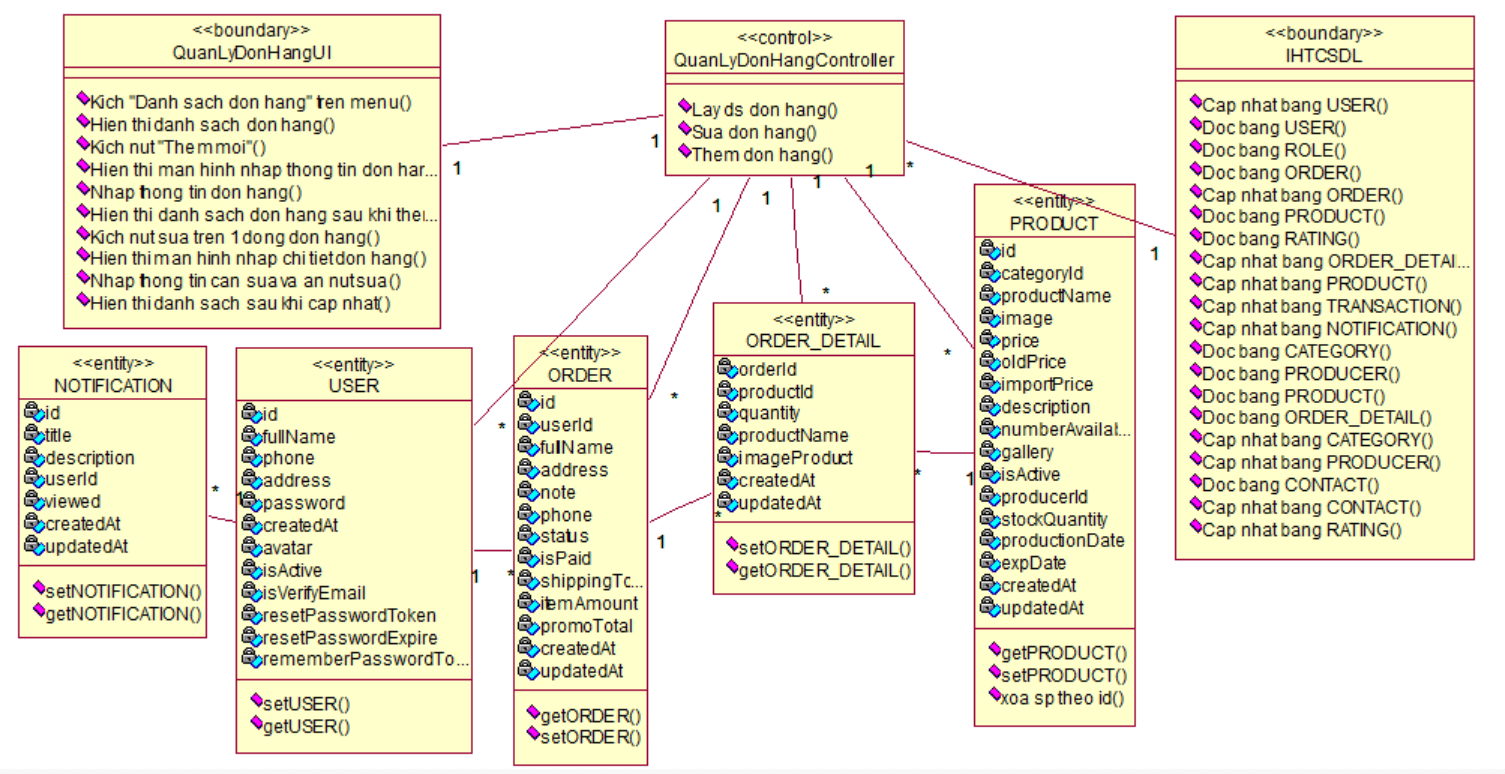 <<boundary>>
QuanLyDonHangUI
Kich "Danh sach don hang" tren menu()
Hien thi danh sach don hang()
Kich nut "Them moi"()
Hien thi man hinh nhap thong tin don har...
Nhap thong tin don hang()
Hien thi danh sach don hang sau khi ther...
Kich nut sua tren 1 dong don hang()
Hien thi man hinh nhap chi tiet don hang()
Nhap thong tin can sua va an nut sua()
Hien thi danh sach sau khi cap nhat()
<<control>>
QuanLyDonHangController
Lay ds don hang()
Sua don hang()
Them don hang()
<<boundary>>
IHTCSDL
Cap nhat bang USER()
Doc bang USER()
Doc bang ROLE()
Doc bang ORDER()
Cap nhat bang ORDER()
Doc bang PRODUCT()
Doc bang RATING()
Cap nhat bang ORDER_DETAI...
Cap nhat bang PRODUCT()
Cap nhat bang TRANSACTION()
Cap nhat bang NOTIFICATION()
Doc bang CATEGORY()
Doc bang PRODUCER()
Doc bang PRODUCT()
Doc bang ORDER_DETAIL()
Cap nhat bang CATEGORY()
Cap nhat bang PRODUCER()
Doc bang CONTACT()
Cap nhat bang CONTACT()
Cap nhat bang RATING()
1
1
1
1
1
1
*
1
*
*
*
*
<<entity>>
NOTIFICATION
id
title
description
userId
viewed
createdAt
updatedAt
setNOTIFICATION()
getNOTIFICATION()
*
1
<<entity>>
USER
id
fullName
phone
address
password
createdAt
avatar
isActive
isVerifyEmail
resetPasswordToken
resetPasswordExpire
rememberPasswordTo...
setUSER()
getUSER()
1
*
<<entity>>
ORDER
id
userId
fullName
address
note
phone
status
isPaid
shippingTo...
itemAmount
promoTotal
createdAt
updatedAt
getORDER()
setORDER()
1
*
<<entity>>
ORDER_DETAIL
orderId
productId
quantity
productName
imageProduct
createdAt
updatedAt
setORDER_DETAIL()
getORDER_DETAIL()
*
1
<<entity>>
PRODUCT
id
categoryId
productName
image
price
oldPrice
importPrice
description
numberAvailal...
gallery
isActive
producerId
stockQuantity
productionDate
expDate
createdAt
updatedAt
getPRODUCT()
setPRODUCT()
xoa sp theo id()